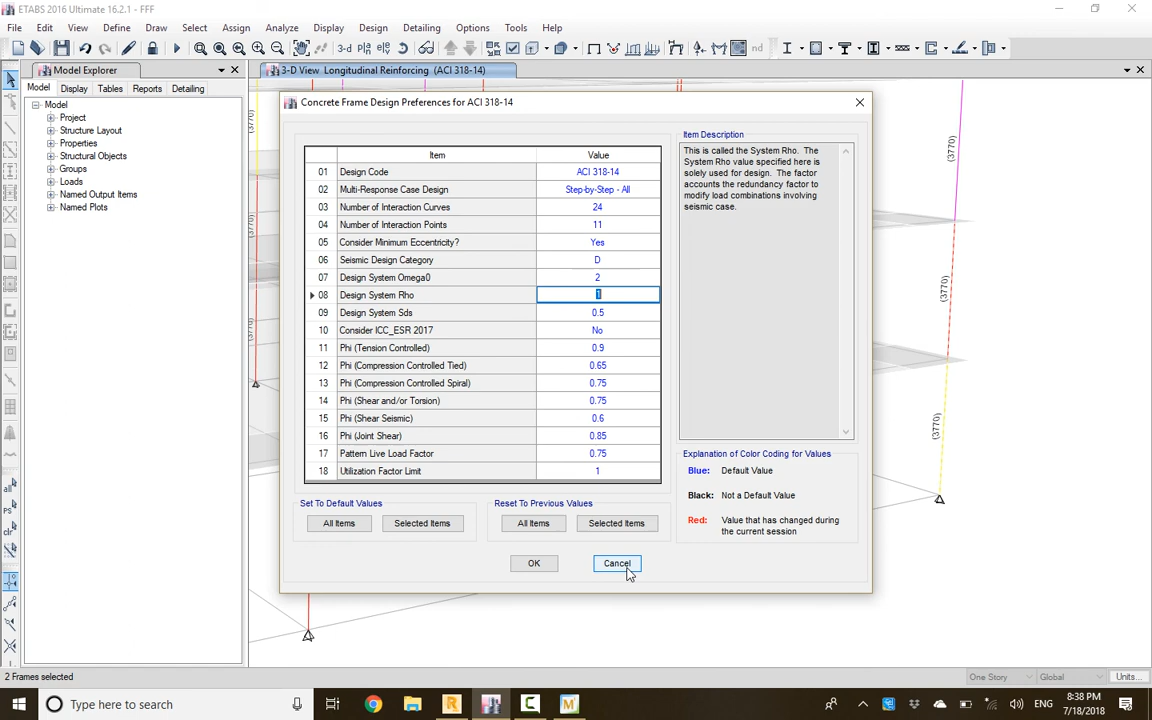 ETABS 2016 Ultimate 16.2.1 - FFF
File Edit View Define Draw Select Assign Analyze Display Design Detailing Options Tools Help
3-d nd
Model Explorer
3-D View Longitudinal Reinforcing (ACI 318-14)
Model Display Tables Reports Detailing
Model
Project
Structure Layout
Properties
Structural Objects
Groups
Loads
Named Output Items
Named Plots
all
PS
clr
(3770)
(3770)
(3770)
(3770)
(3770)
(3770)
Concrete Frame Design Preferences for ACI 318-14
Item Value
01 Design Code ACI 318-14
02 Multi-Response Case Design Step-by-Step - All
03 Number of Interaction Curves 24
04 Number of Interaction Points 11
05 Consider Minimum Eccentricity? Yes
06 Seismic Design Category D
07 Design System Omega0 2
08 Design System Rho 1
09 Design System Sds 0.5
10 Consider ICC_ESR 2017 No
11 Phi (Tension Controlled) 0.9
12 Phi (Compression Controlled Tied) 0.65
13 Phi (Compression Controlled Spiral) 0.75
14 Phi (Shear and/or Torsion) 0.75
15 Phi (Shear Seismic) 0.6
16 Phi (Joint Shear) 0.85
17 Pattern Live Load Factor 0.75
18 Utilization Factor Limit 1
Item Description
This is called the System Rho. The
System Rho value specified here is
solely used for design. The factor
accounts the redundancy factor to
modify load combinations involving
seismic case.
Explanation of Color Coding for Values
Blue: Default Value
Black: Not a Default Value
Red: Value that has changed during
the current session
Set To Default Values
All Items Selected Items
Reset To Previous Values
All Items Selected Items
OK Cancel
2 Frames selected
One Story Global Units...
Type here to search
ENG
8:38 PM
7/18/2018